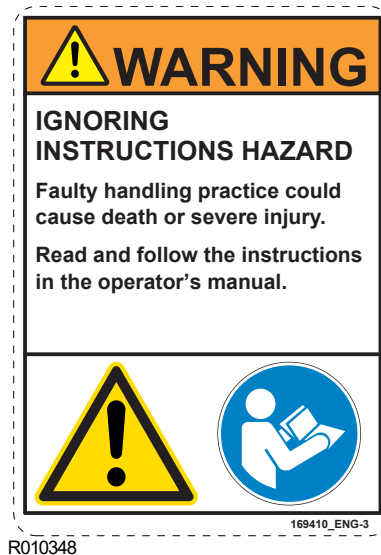 WARNING
IGNORING
INSTRUCTIONS HAZARD
Faulty handling practice could
cause death or severe injury.
Read and follow the instructions
in the operator’s manual.
169410_ENG-3
R010348